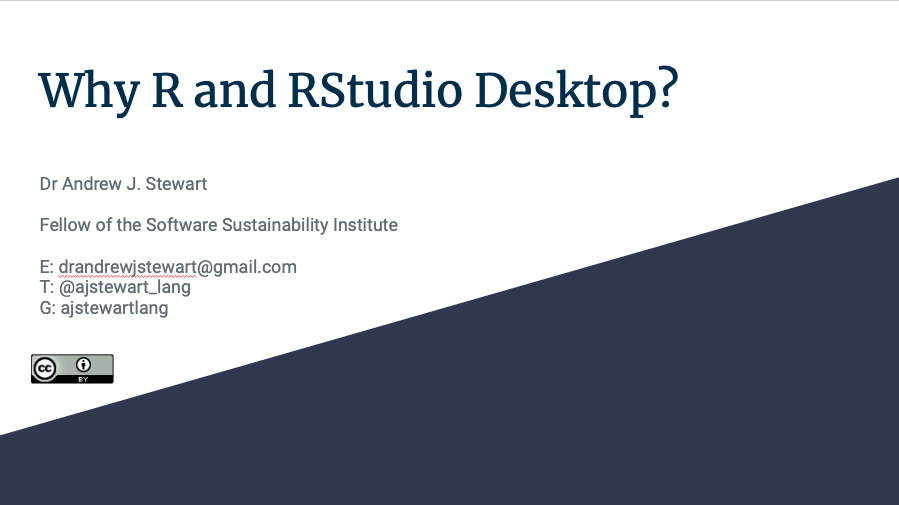 Why R and RStudio Desktop?
Dr Andrew J. Stewart
Fellow of the Software Sustainability Institute
E: drandrewjstewart@gmail.com
T: @ajstewart_lang
G: ajstewartlang
cc
BY